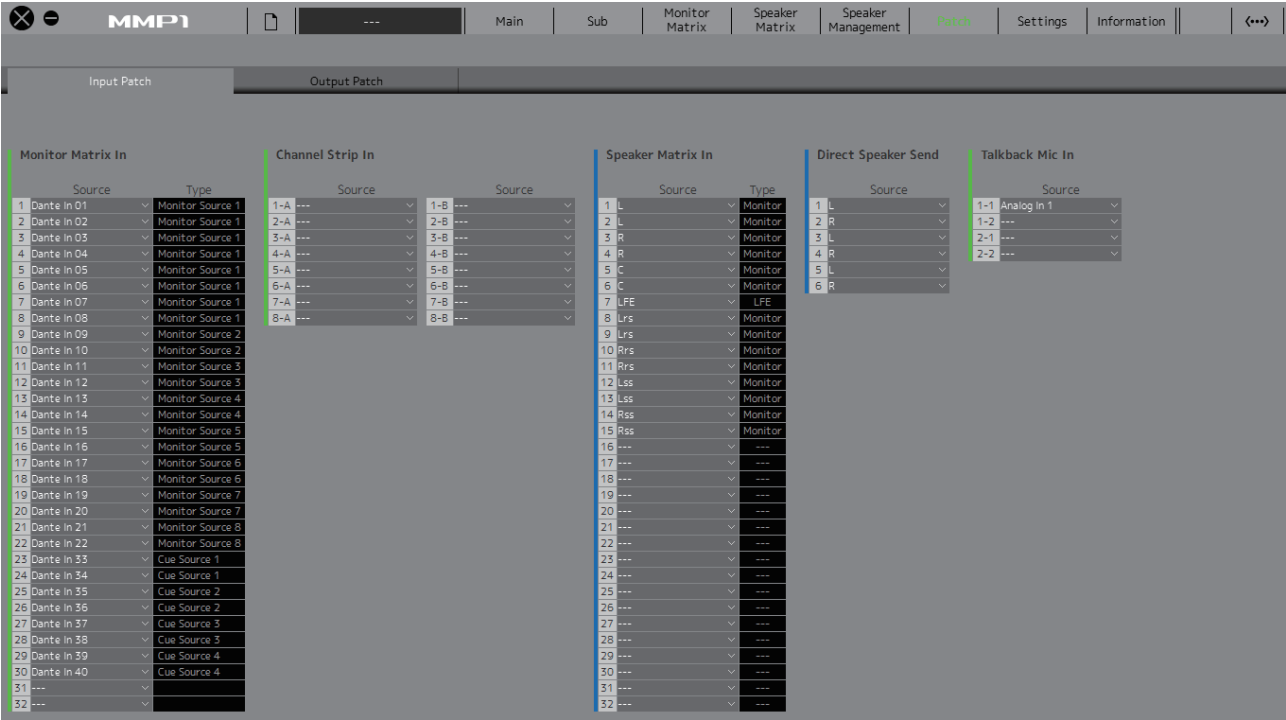 MMP1 --- Main Sub Monitor Matrix Speaker Matrix Speaker Management Settings Information
Input Patch Output Patch
Monitor Matrix In
Source Type
1 Dante In 01 Monitor Source 1
2 Dante In 02 Monitor Source 1
3 Dante In 03 Monitor Source 1
4 Dante In 04 Monitor Source 1
5 Dante In 05 Monitor Source 1
6 Dante In 06 Monitor Source 1
7 Dante In 07 Monitor Source 1
8 Dante In 08 Monitor Source 1
9 Dante In 09 Monitor Source 2
10 Dante In 10 Monitor Source 2
11 Dante In 11 Monitor Source 3
12 Dante In 12 Monitor Source 3
13 Dante In 13 Monitor Source 4
14 Dante In 14 Monitor Source 4
15 Dante In 15 Monitor Source 5
16 Dante In 16 Monitor Source 5
17 Dante In 17 Monitor Source 6
18 Dante In 18 Monitor Source 6
19 Dante In 19 Monitor Source 7
20 Dante In 20 Monitor Source 7
21 Dante In 21 Monitor Source 8
22 Dante In 22 Monitor Source 8
23 Dante In 33 Cue Source 1
24 Dante In 34 Cue Source 1
25 Dante In 35 Cue Source 2
26 Dante In 36 Cue Source 2
27 Dante In 37 Cue Source 3
28 Dante In 38 Cue Source 3
29 Dante In 39 Cue Source 4
30 Dante In 40 Cue Source 4
31 ---
32 ---
Channel Strip In
Source Source
1-A --- 1-B ---
2-A --- 2-B ---
3-A --- 3-B ---
4-A --- 4-B ---
5-A --- 5-B ---
6-A --- 6-B ---
7-A --- 7-B ---
8-A --- 8-B ---
Speaker Matrix In
Source Type
1 L Monitor
2 L Monitor
3 R Monitor
4 R Monitor
5 C Monitor
6 C Monitor
7 LFE LFE
8 Lrs Monitor
9 Lrs Monitor
10 Rrs Monitor
11 Rrs Monitor
12 Lss Monitor
13 Lss Monitor
14 Rss Monitor
15 Rss Monitor
16 --- ---
17 --- ---
18 --- ---
19 --- ---
20 --- ---
21 --- ---
22 --- ---
23 --- ---
24 --- ---
25 --- ---
26 --- ---
27 --- ---
28 --- ---
29 --- ---
30 --- ---
31 --- ---
32 --- ---
Direct Speaker Send
Source
1 L
2 R
3 L
4 R
5 L
6 R
Talkback Mic In
Source
1-1 Analog In 1
1-2 ---
2-1 ---
2-2 ---